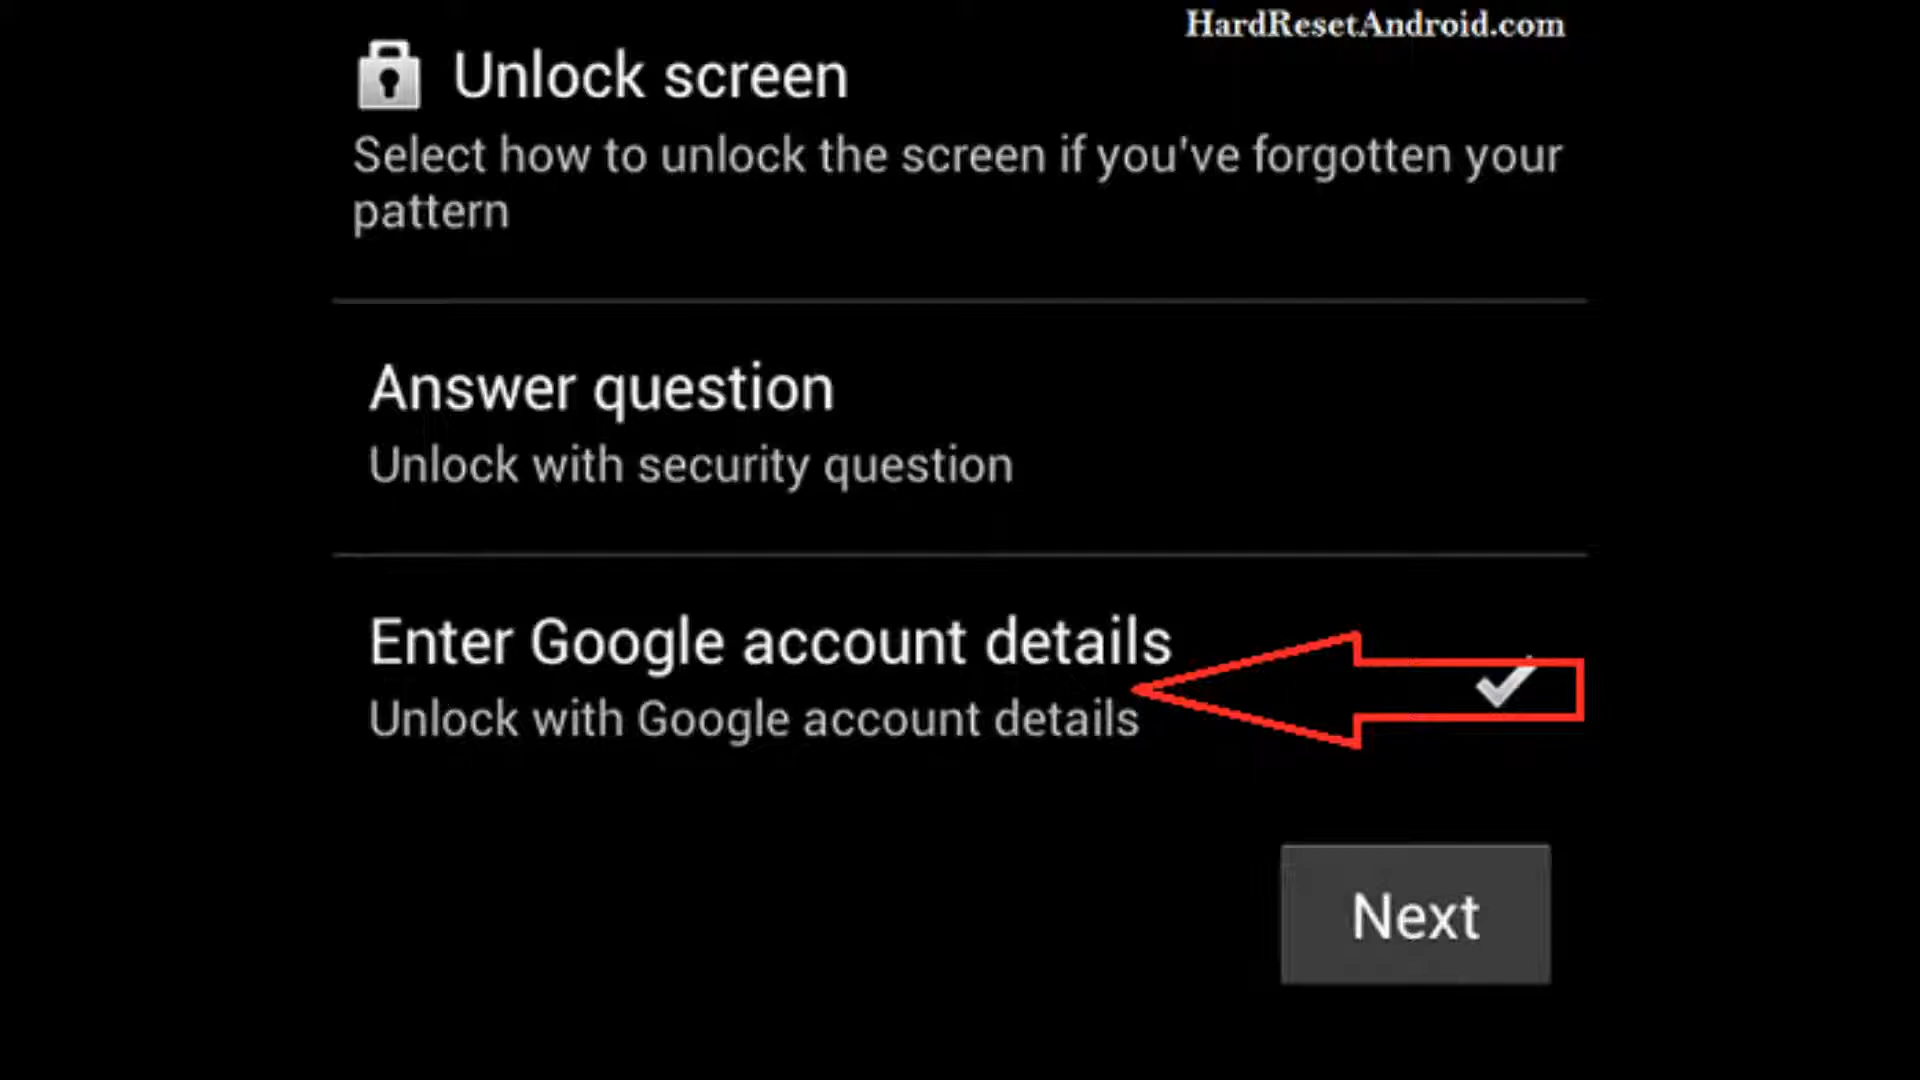 HardResetAndroid.com
Unlock screen
Select how to unlock the screen if you've forgotten your
pattern
Answer question
Unlock with security question
Enter Google account details
Unlock with Google account details
Next